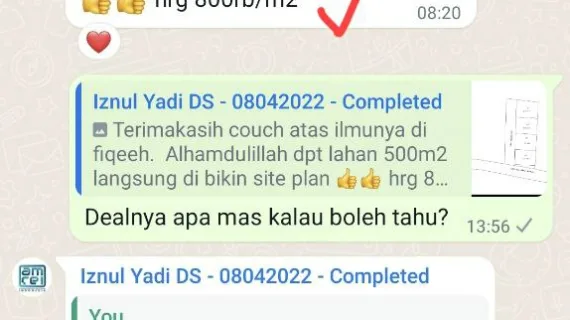 👍👍 hrg 800rb/m2
08:20
Iznul Yadi DS - 08042022 - Completed
Terimakasih couch atas ilmunya di
fiqeeh. Alhamdulillah dpt lahan 500m2
langsung di bikin site plan 👍👍 hrg 8...
Dealnya apa mas kalau boleh tahu?
13:56
amrei
Iznul Yadi DS - 08042022 - Completed
You